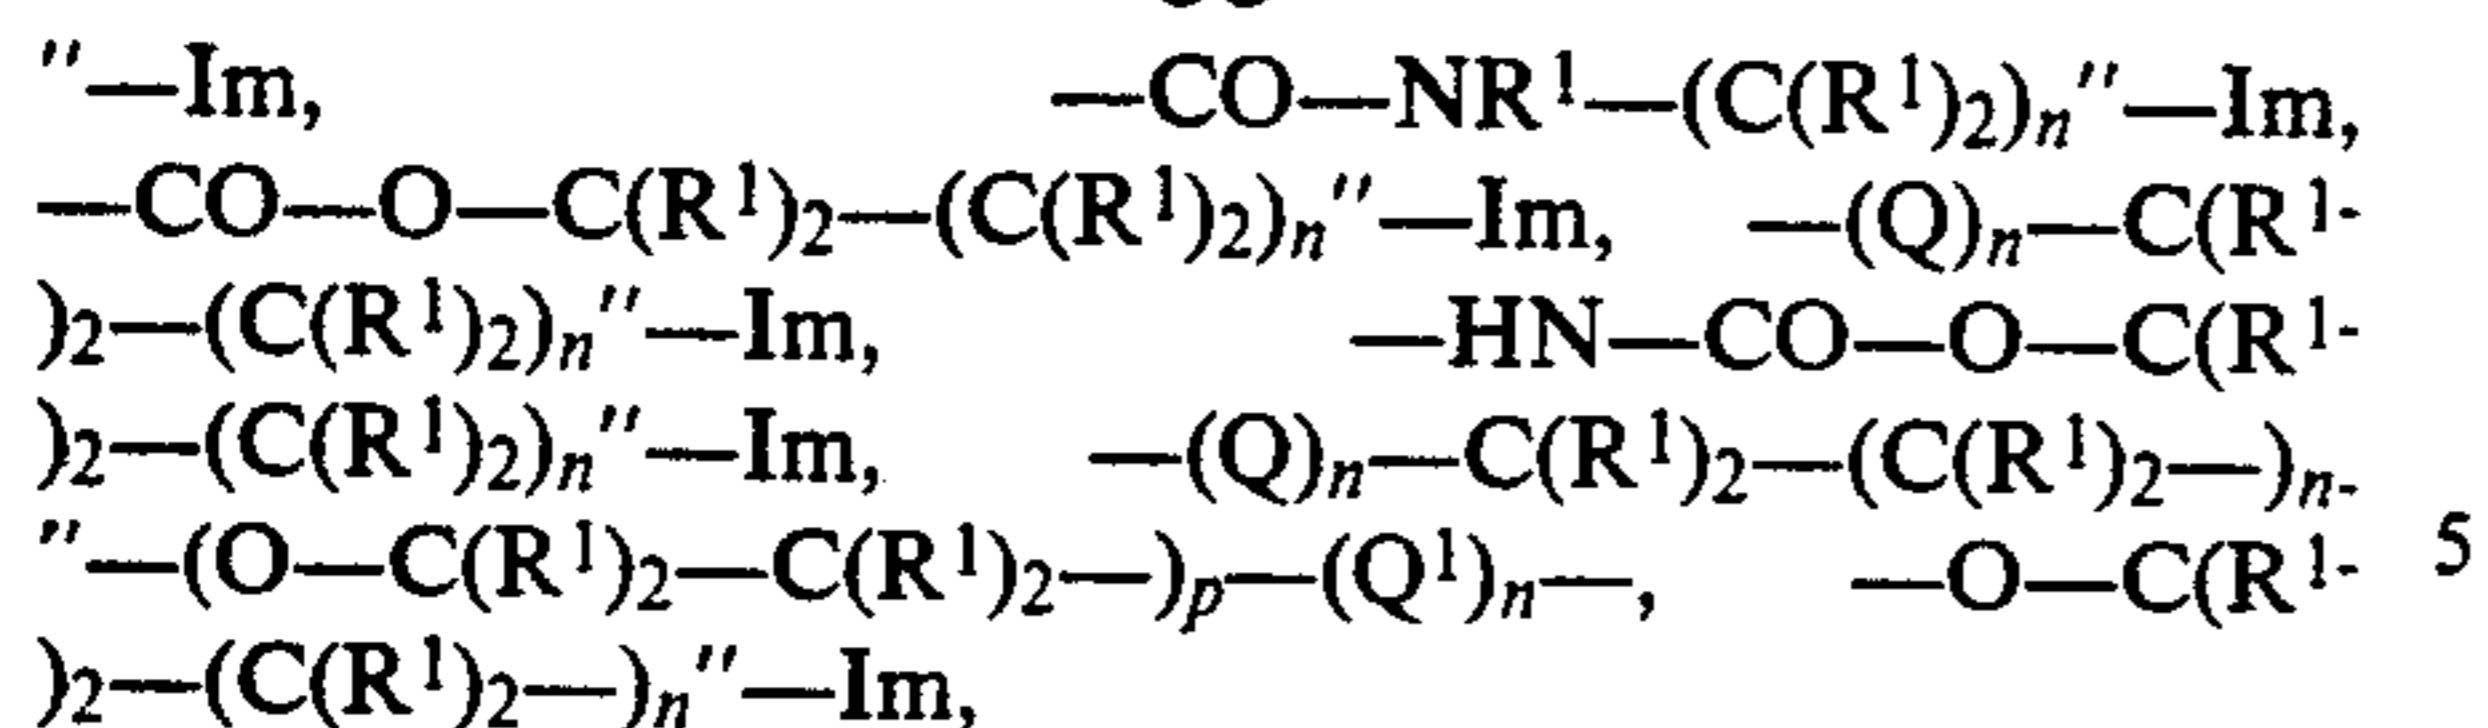 "—Im, —CO—NR¹—(C(R¹)₂)ₙ"—Im,
—CO—O—C(R¹)₂—(C(R¹)₂)ₙ"—Im, —(Q)ₙ—C(R¹-
)₂—(C(R¹)₂)ₙ"—Im, —HN—CO—O—C(R¹-
)₂—(C(R¹)₂)ₙ"—Im, —(Q)ₙ—C(R¹)₂—(C(R¹)₂—)ₙ-
"—(O—C(R¹)₂—C(R¹)₂—)ₚ—(Q¹)ₙ—, —O—C(R¹- 5
)₂—(C(R¹)₂—)ₙ"—Im,